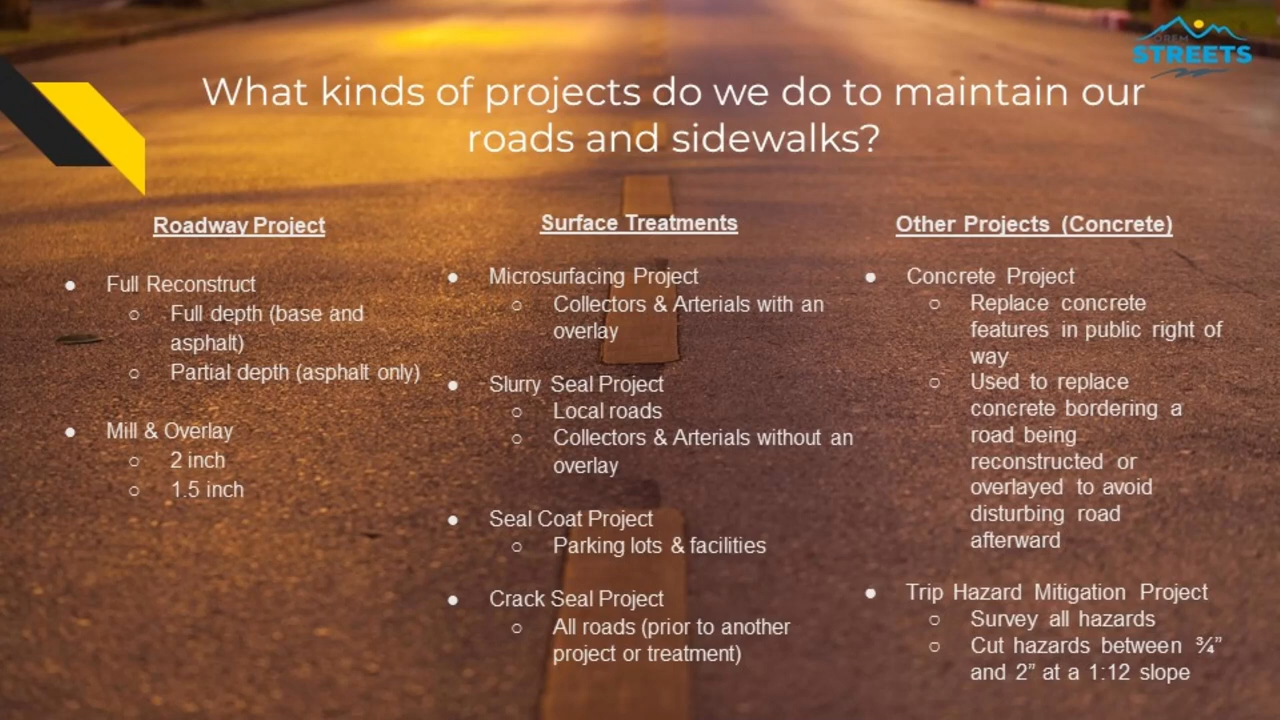 OREM
STREETS
What kinds of projects do we do to maintain our
roads and sidewalks?
Roadway Project
● Full Reconstruct
○ Full depth (base and
asphalt)
○ Partial depth (asphalt only)
● Mill & Overlay
○ 2 inch
○ 1.5 inch
Surface Treatments
● Microsurfacing Project
○ Collectors & Arterials with an
overlay
● Slurry Seal Project
○ Local roads
○ Collectors & Arterials without an
overlay
● Seal Coat Project
○ Parking lots & facilities
● Crack Seal Project
○ All roads (prior to another
project or treatment)
Other Projects (Concrete)
● Concrete Project
○ Replace concrete
features in public right of
way
○ Used to replace
concrete bordering a
road being
reconstructed or
overlayed to avoid
disturbing road
afterward
● Trip Hazard Mitigation Project
○ Survey all hazards
○ Cut hazards between ¾”
and 2” at a 1:12 slope